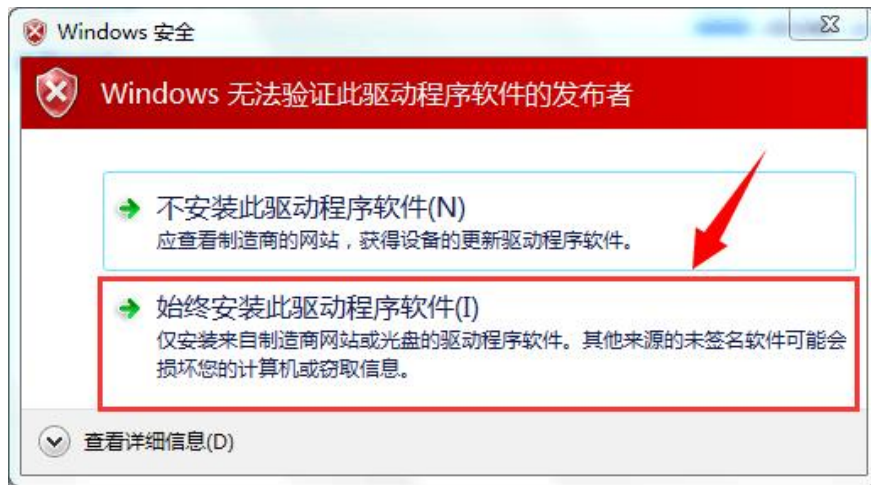 Windows 安全
Windows 无法验证此驱动程序软件的发布者
不安装此驱动程序软件(N)
应查看制造商的网站，获得设备的更新驱动程序软件。
始终安装此驱动程序软件(I)
仅安装来自制造商网站或光盘的驱动程序软件。其他来源的未签名软件可能会
损坏您的计算机或窃取信息。
查看详细信息(D)